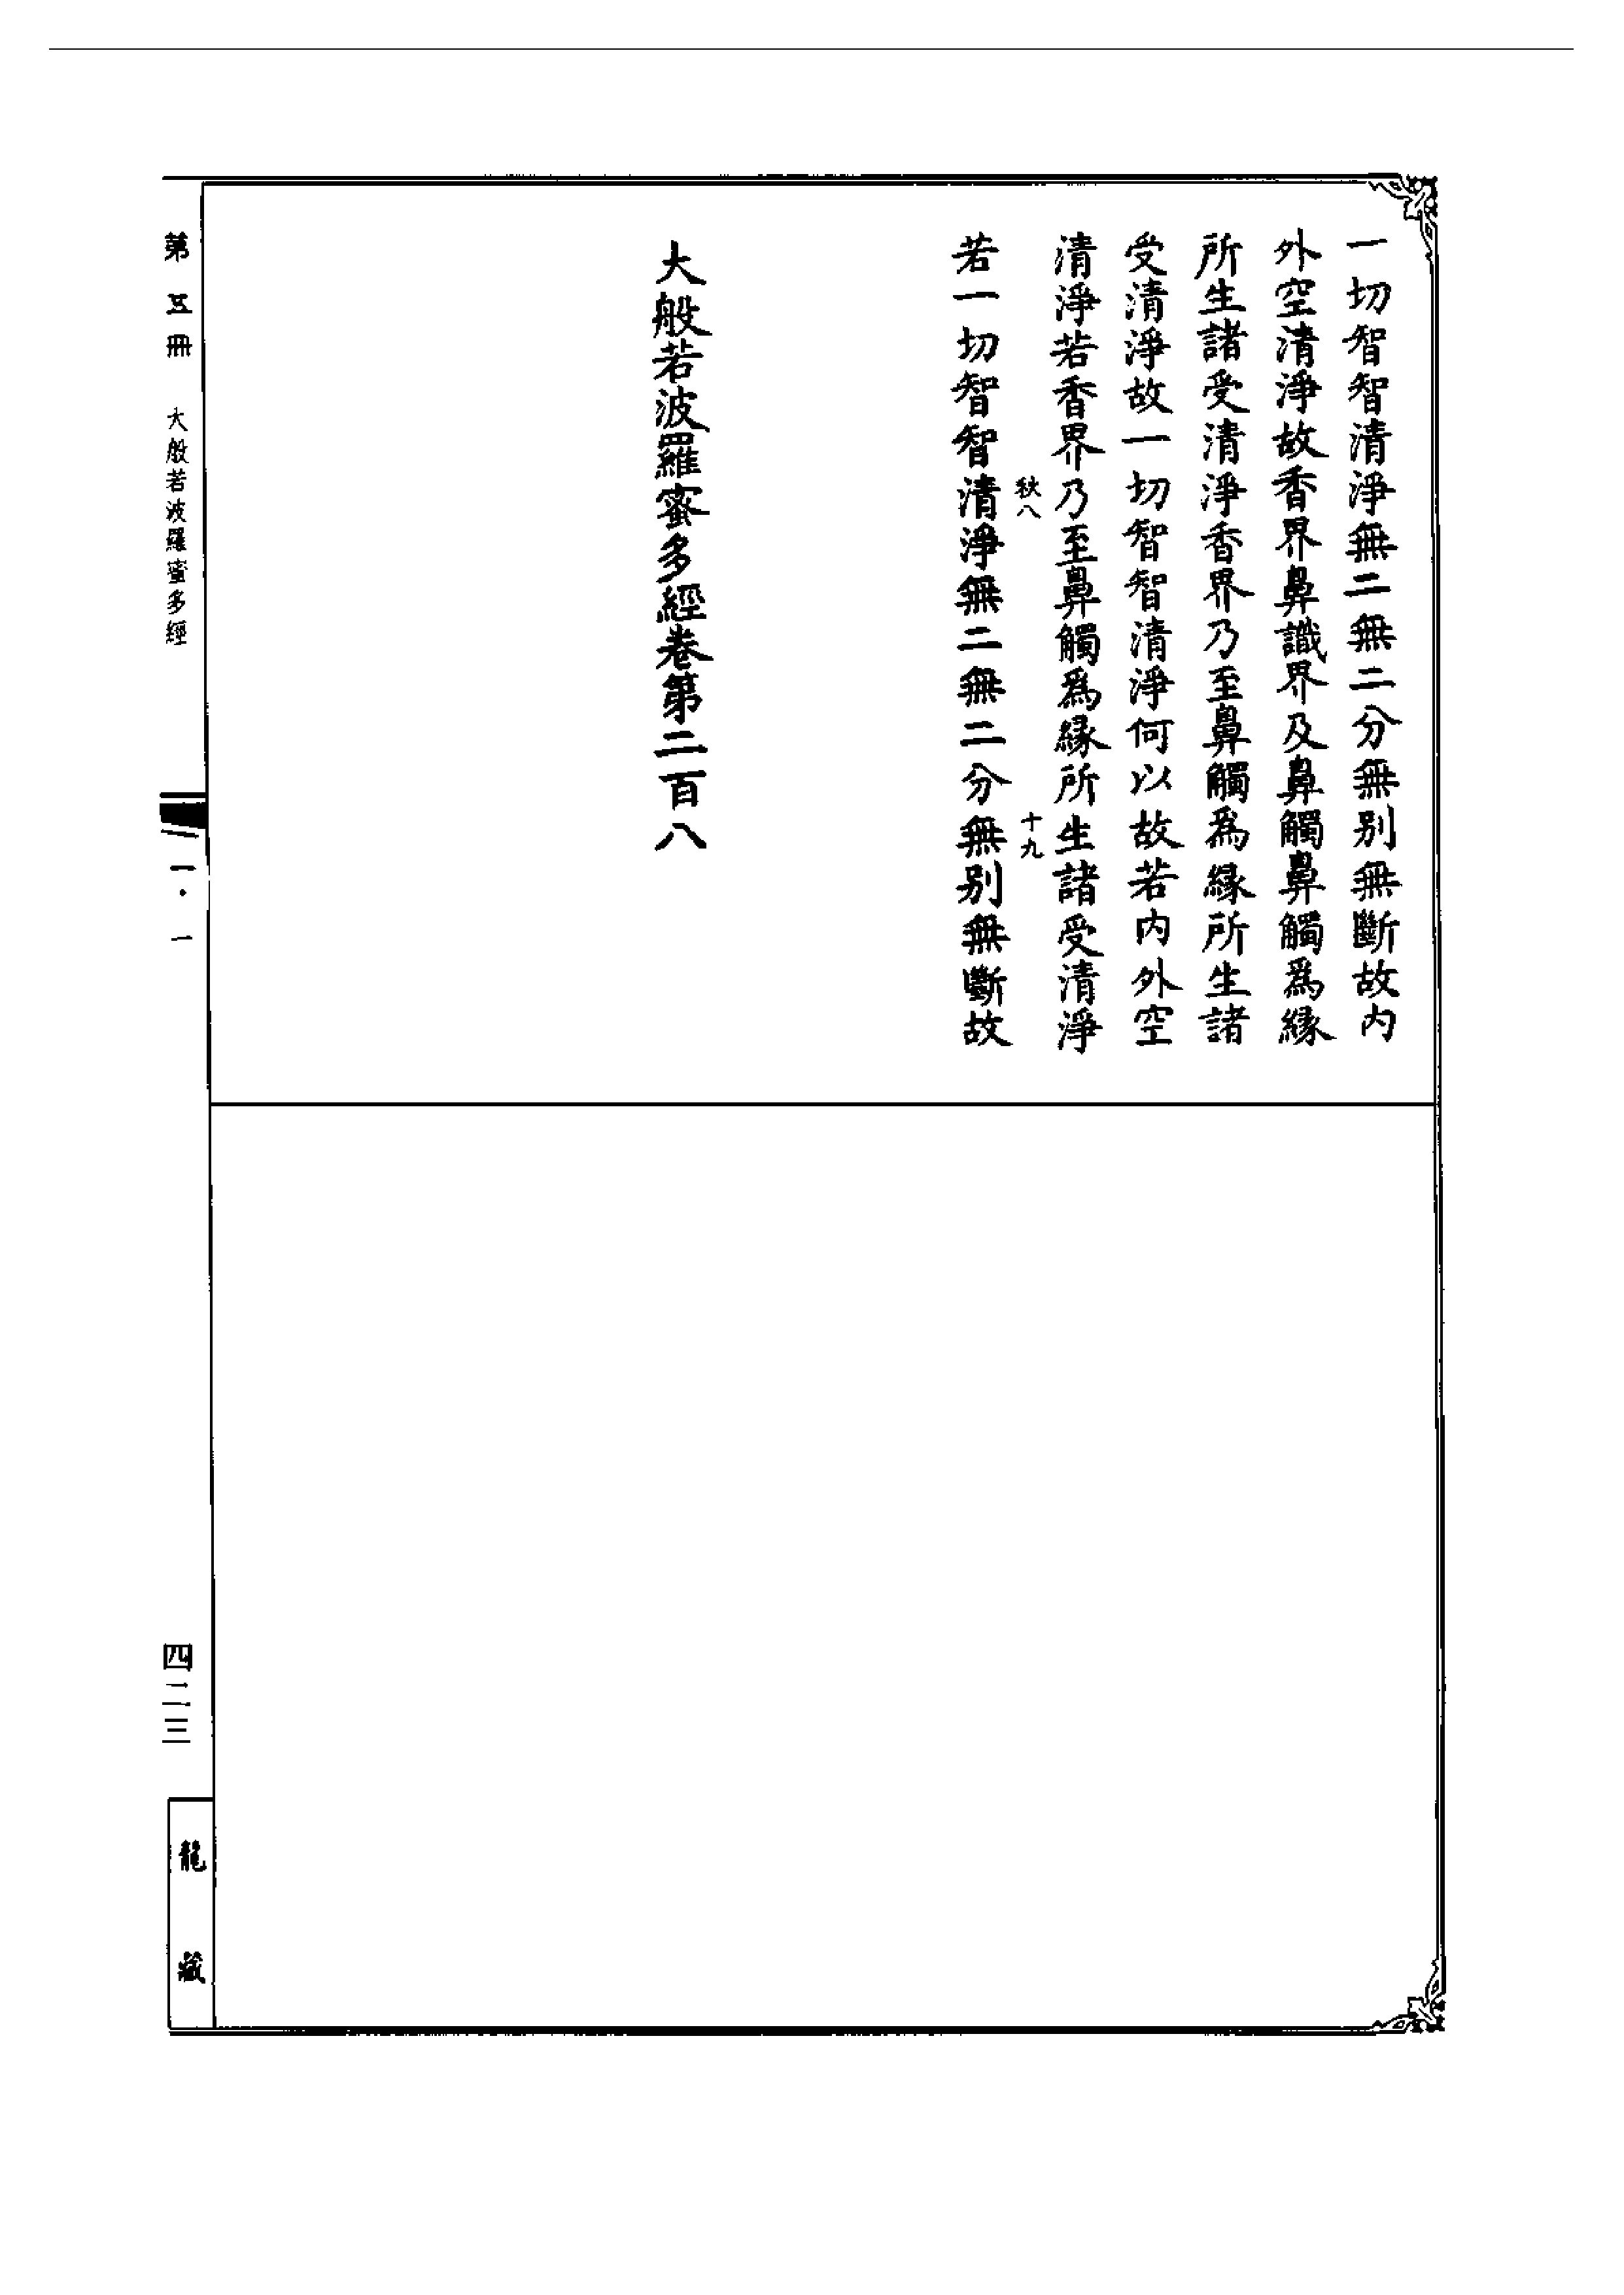 一切智智清淨無二無二分無別無斷故內
外空清淨故香界鼻識界及鼻觸鼻觸為緣
所生諸受清淨香界乃至鼻觸為緣所生諸
受清淨故一切智智清淨何以故若內外空
清淨若香界乃至鼻觸為緣所生諸受清淨
秋八 十九
若一切智智清淨無二無二分無別無斷故
大般若波羅蜜多經卷第二百八
第五冊 大般若波羅蜜多經 一·一 四二三
龍藏